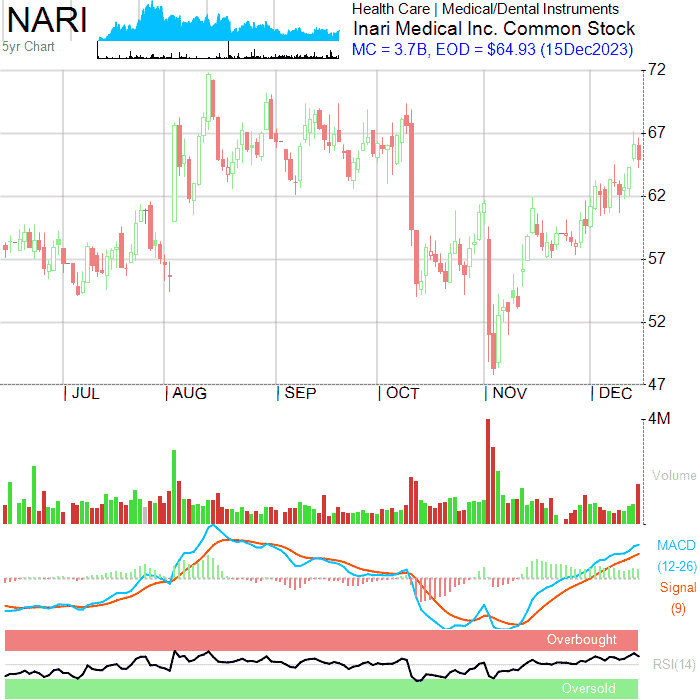 NARI
5yr Chart
Health Care | Medical/Dental Instruments
Inari Medical Inc. Common Stock
MC = 3.7B, EOD = $64.93 (15Dec2023)
72
67
62
57
52
47
| JUL | AUG | SEP | OCT | NOV | DEC
4M
Volume
MACD
(12-26)
Signal
(9)
Overbought
RSI(14)
Oversold